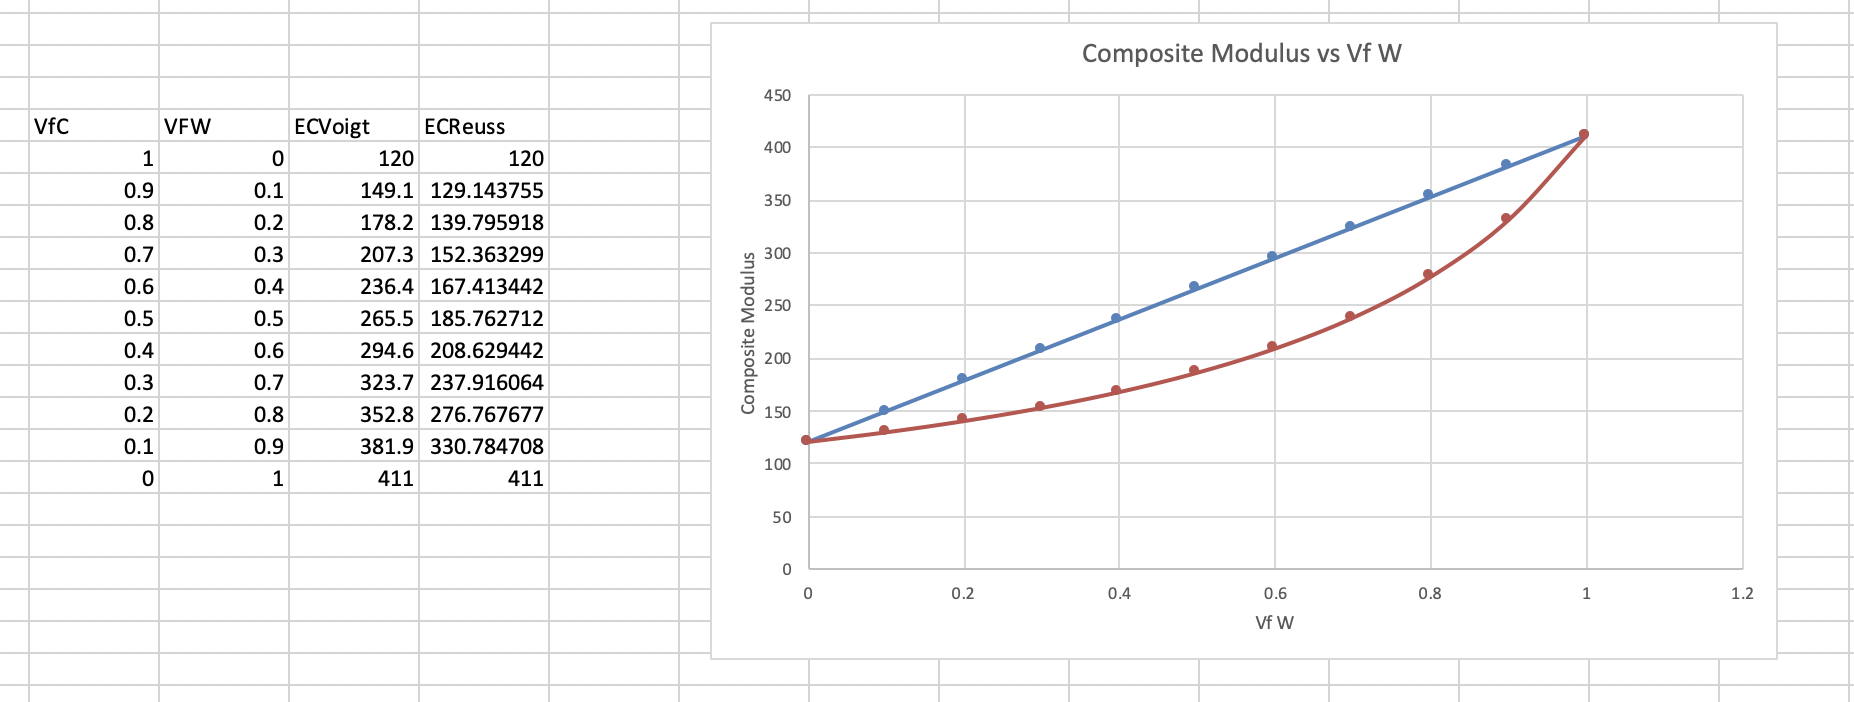 VfC VFW ECVoigt ECReuss
1 0 120 120
0.9 0.1 149.1 129.143755
0.8 0.2 178.2 139.795918
0.7 0.3 207.3 152.363299
0.6 0.4 236.4 167.413442
0.5 0.5 265.5 185.762712
0.4 0.6 294.6 208.629442
0.3 0.7 323.7 237.916064
0.2 0.8 352.8 276.767677
0.1 0.9 381.9 330.784708
0 1 411 411
Composite Modulus vs Vf W
450
400
350
300
250
200
150
100
50
0
Composite Modulus
0 0.2 0.4 0.6 0.8 1 1.2
Vf W